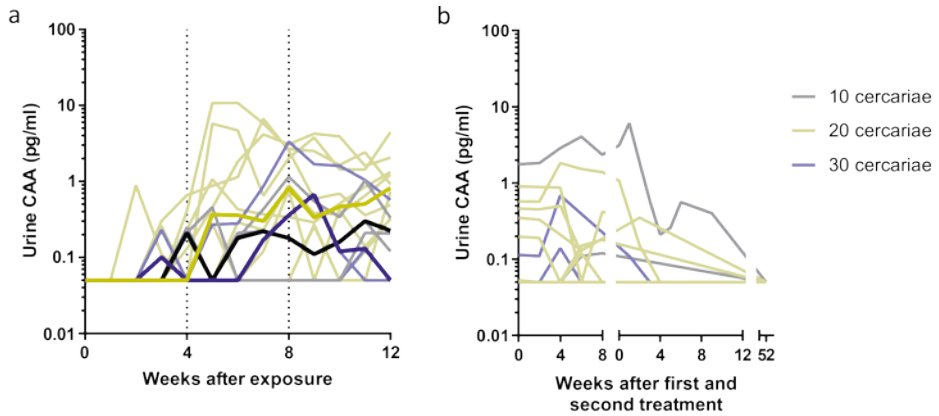 a
100
10
1
0.1
0.01
Urine CAA (pg/ml)
0 4 8 12
Weeks after exposure
b
100
10
1
0.1
0.01
Urine CAA (pg/ml)
0 4 8 0 4 8 12 52
Weeks after first and
second treatment
10 cercariae
20 cercariae
30 cercariae